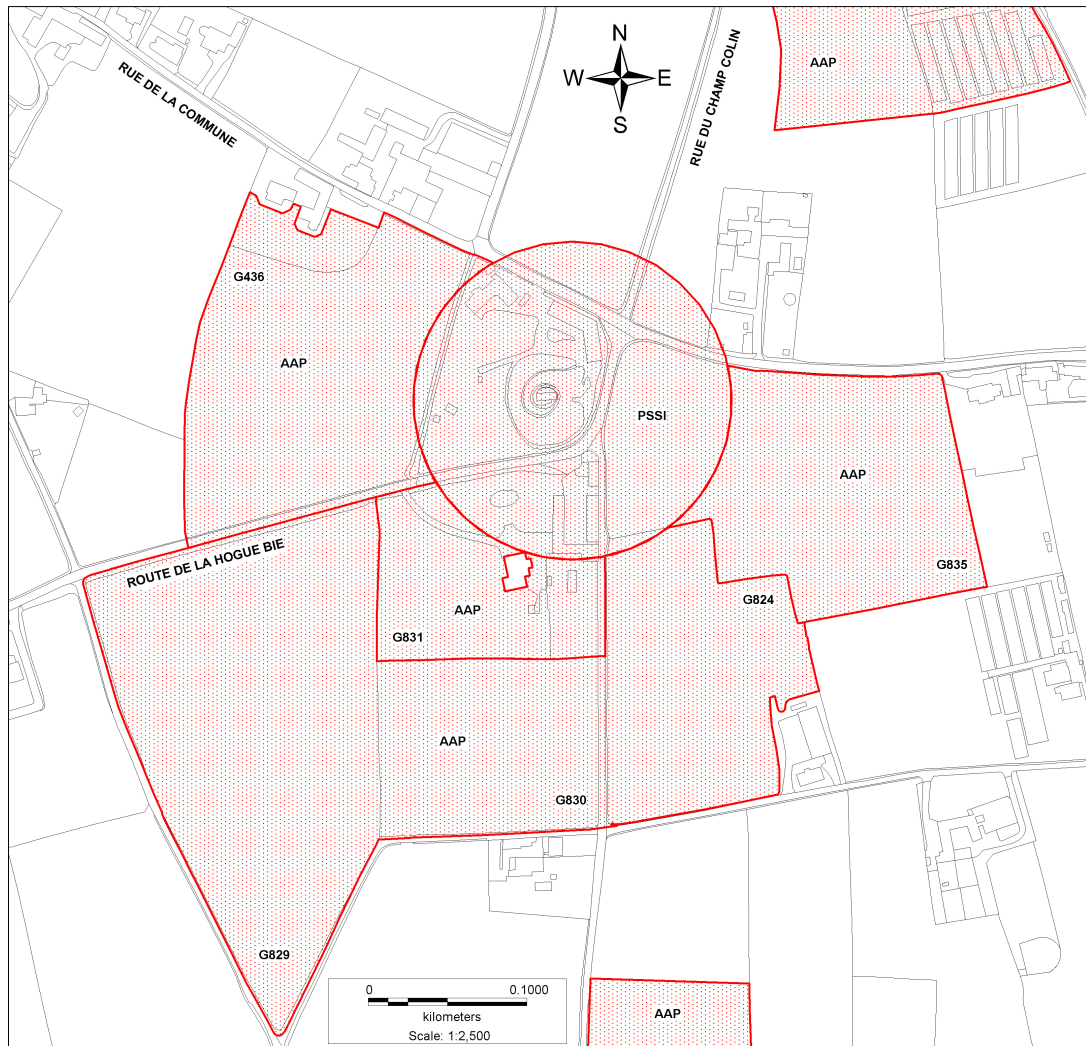 N
W E
S
AAP
RUE DE LA COMMUNE
RUE DU CHAMP COLIN
G436
AAP
PSSI
AAP
ROUTE DE LA HOGUE BIE
G835
G824
AAP
G831
AAP
G830
G829
0 0.1000
kilometers
Scale: 1:2,500
AAP